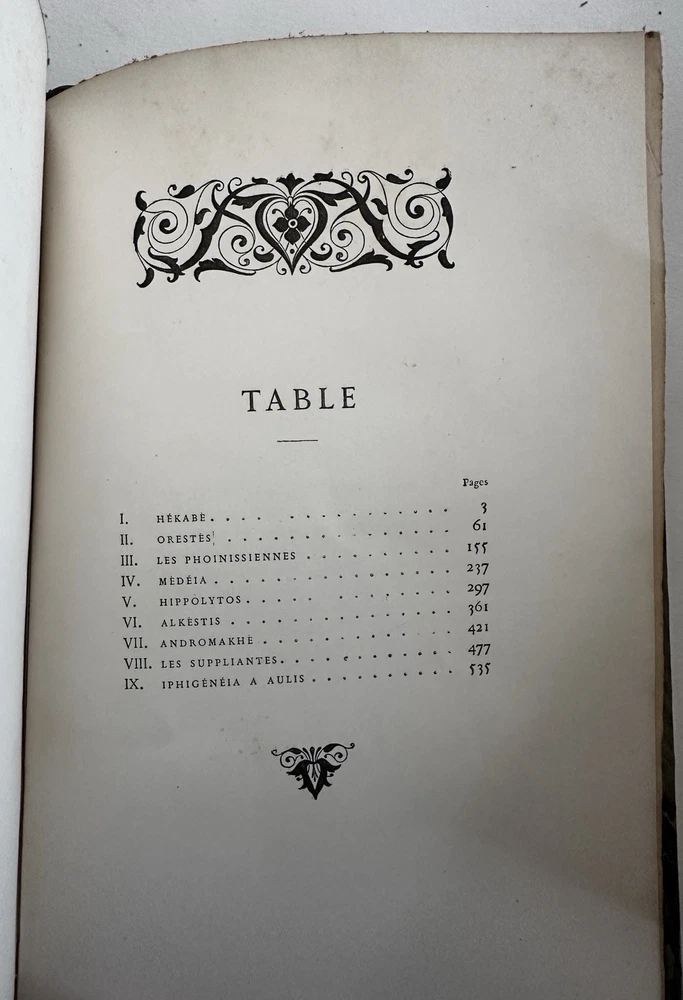 TABLE
Pages
I. HÉKABÈ . . . . . . . . . . . . . . 3
II. ORESTÈS . . . . . . . . . . . . . . 61
III. LES PHOINISSIENNES . . . . . . . . . . 155
IV. MÈDÉIA . . . . . . . . . . . . . . 237
V. HIPPOLYTOS . . . . . . . . . . . . 297
VI. ALKESTIS . . . . . . . . . . . . . 361
VII. ANDROMAKHÈ . . . . . . . . . . . . 421
VIII. LES SUPPLIANTES . . . . . . . . . . . 477
IX. IPHIGÉNÉIA A AULIS . . . . . . . . . . 535